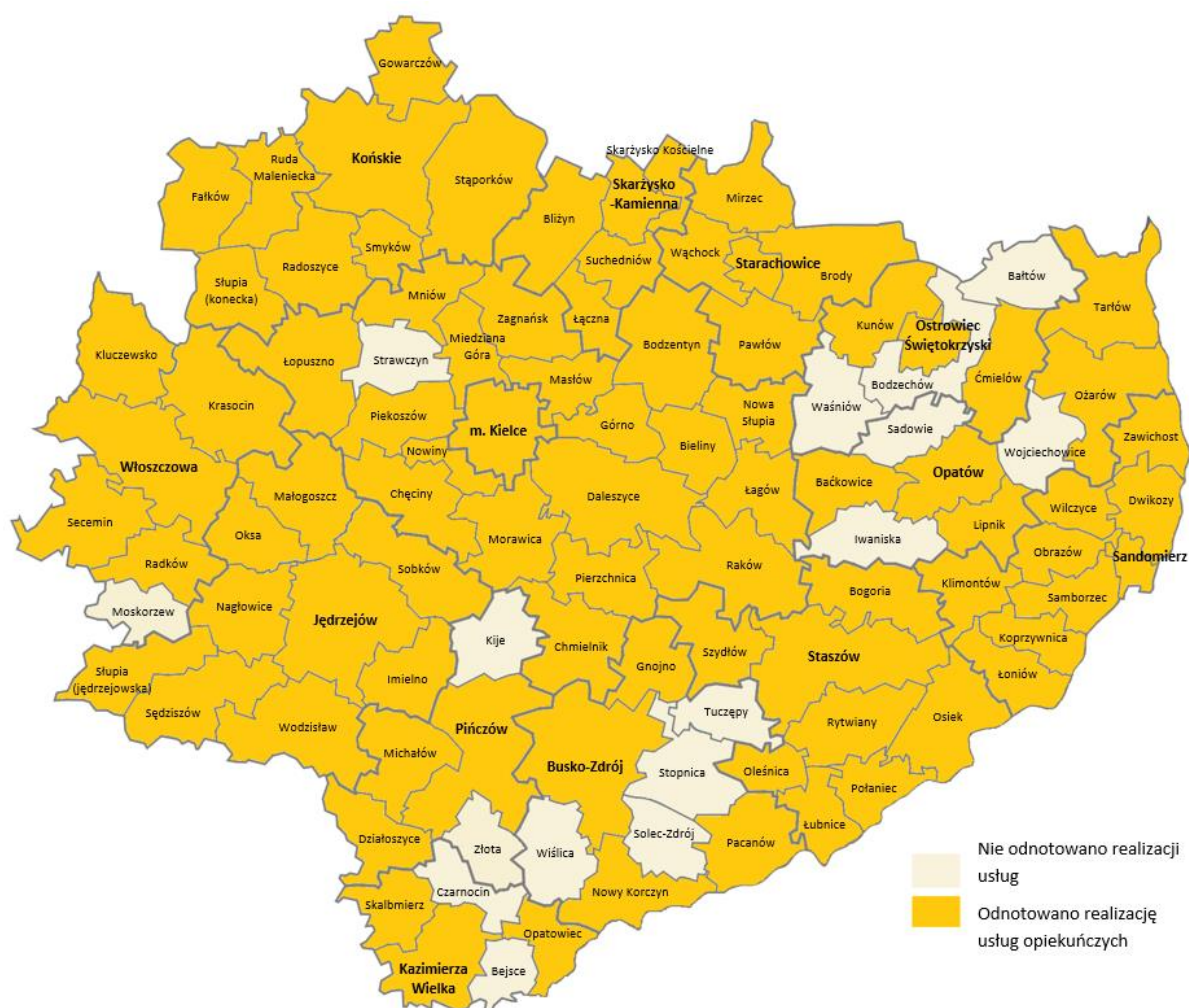 Gowarczów
Końskie
Ruda
Maleniecka
Stąporków
Fałków
Skarżysko Kościelne
Skarżysko
-Kamienna
Mirzec
Bliżyn
Smyków
Radoszyce
Słupia
(konecka)
Suchedniów
Wąchock
Starachowice
Brody
Bałtów
Tarłów
Mniów
Zagnańsk
Łączna
Miedziana
Góra
Kunów
Ostrowiec
Świętokrzyski
Kluczewsko
Łopuszno
Strawczyn
Bodzentyn
Pawłów
Bodzechów
Ćmielów
Masłów
Ożarów
Krasocin
Piekoszów
m. Kielce
Górno
Nowa
Słupia
Waśniów
Sadowie
Nowiny
Bieliny
Wojciechowice
Zawichost
Włoszczowa
Małogoszcz
Chęciny
Daleszyce
Łagów
Baćkowice
Opatów
Wilczyce
Dwikozy
Secemin
Oksa
Morawica
Iwaniska
Lipnik
Obrazów
Sandomierz
Radków
Sobków
Pierzchnica
Raków
Bogoria
Klimontów
Samborzec
Moskorzew
Nagłowice
Jędrzejów
Kije
Chmielnik
Gnojno
Szydłów
Staszów
Koprzywnica
Łoniów
Słupia
(jędrzejowska)
Imielno
Sędziszów
Wodzisław
Pińczów
Tuczępy
Rytwiany
Osiek
Michałów
Busko-Zdrój
Stopnica
Oleśnica
Połaniec
Działoszyce
Złota
Wiślica
Solec-Zdrój
Pacanów
Łubnice
Czarnocin
Nowy Korczyn
Skalbmierz
Opatowiec
Kazimierza
Wielka
Bejsce
Nie odnotowano realizacji
usług
Odnotowano realizację
usług opiekuńczych